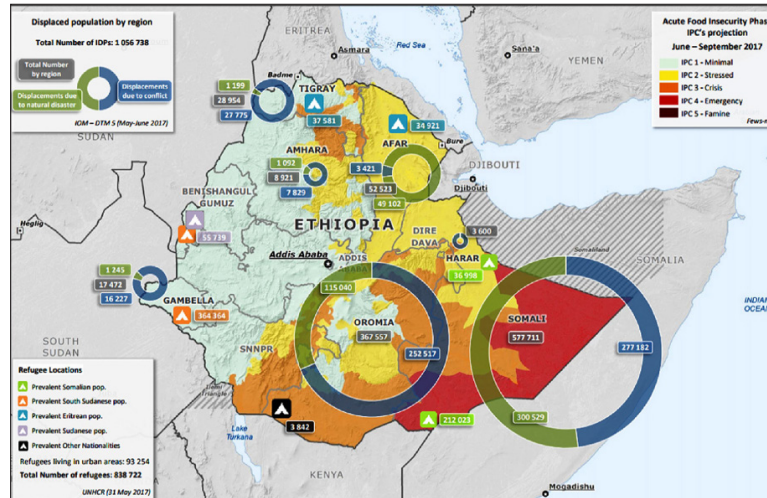 Displaced population by region
Total Number of IDPs: 1 056 738
Total Number
by region
Displacements due
to natural disaster
Displacements
due to conflict
IOM - DTM 5 (May-June 2017)
Acute Food Insecurity Phas
IPC's projection
June – September 2017
IPC 1 - Minimal
IPC 2 - Stressed
IPC 3 - Crisis
IPC 4 - Emergency
IPC 5 - Famine
Fews-n
ERITREA
Asmara
Red Sea
Sana'a
YEMEN
SUDAN
Badme
TIGRAY
1 199
28 954
27 775
37 581
34 921
AFAR
Bure
AMHARA
1 092
8 921
7 829
3 421
52 523
49 102
DJIBOUTI
Djibouti
BENISHANGUL
GUMUZ
55 739
Heglig
ETHIOPIA
DIRE
DAVA
3 600
Somaliland
SOMALIA
Addis Ababa
ADDIS
ABABA
HARAR
36 998
1 245
17 472
16 227
115 040
INDIAN
OCEAN
GAMBELLA
364 364
OROMIA
367 557
252 517
SOMALI
577 711
277 182
SOUTH
SUDAN
SNNPR
300 529
Refugee Locations
Prevalent Somalian pop.
Prevalent South Sudanese pop.
Prevalent Eritrean pop.
Prevalent Sudanese pop.
Prevalent Other Nationalities
Refugees living in urban areas: 93 254
Total Number of refugees: 838 722
UNHCR (31 May 2017)
Triangle
Lake
Turkana
3 842
212 023
KENYA
Mogadishu